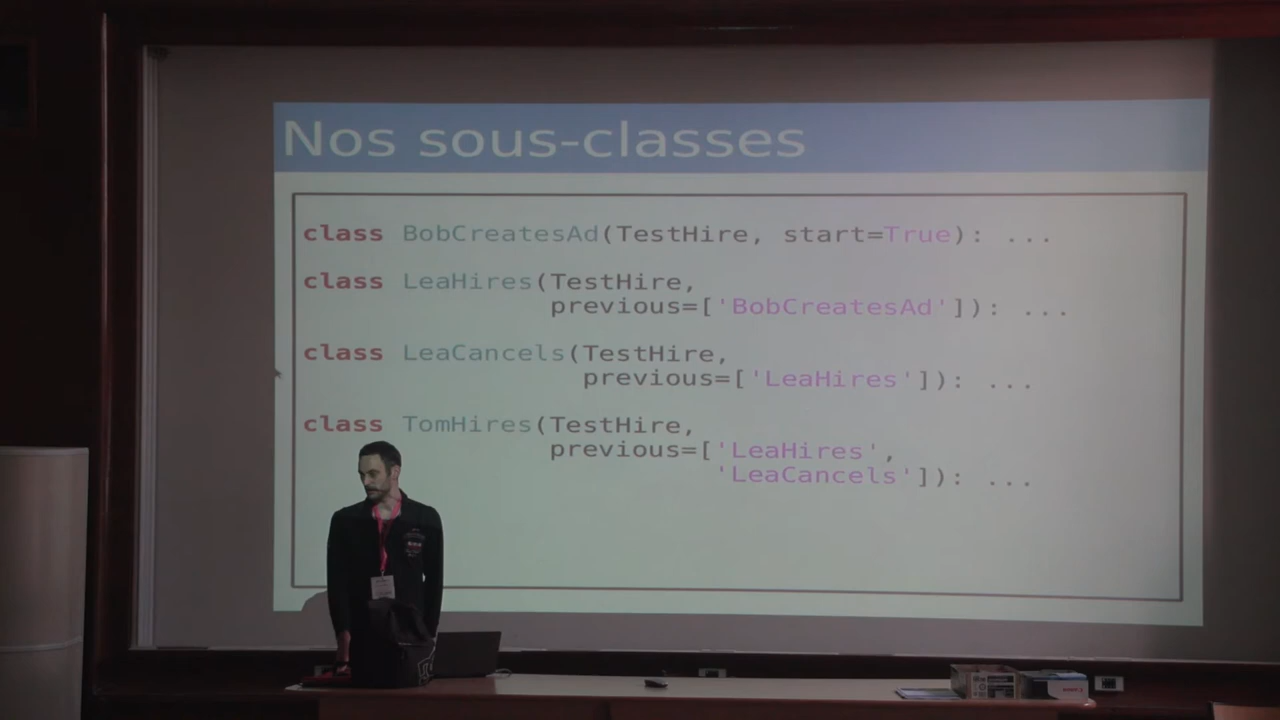 Nos sous-classes
class BobCreatesAd(TestHire, start=True): ...
class LeaHires(TestHire,
previous=['BobCreatesAd']): ...
class LeaCancels(TestHire,
previous=['LeaHires']): ...
class TomHires(TestHire,
previous=['LeaHires',
'LeaCancels']): ...